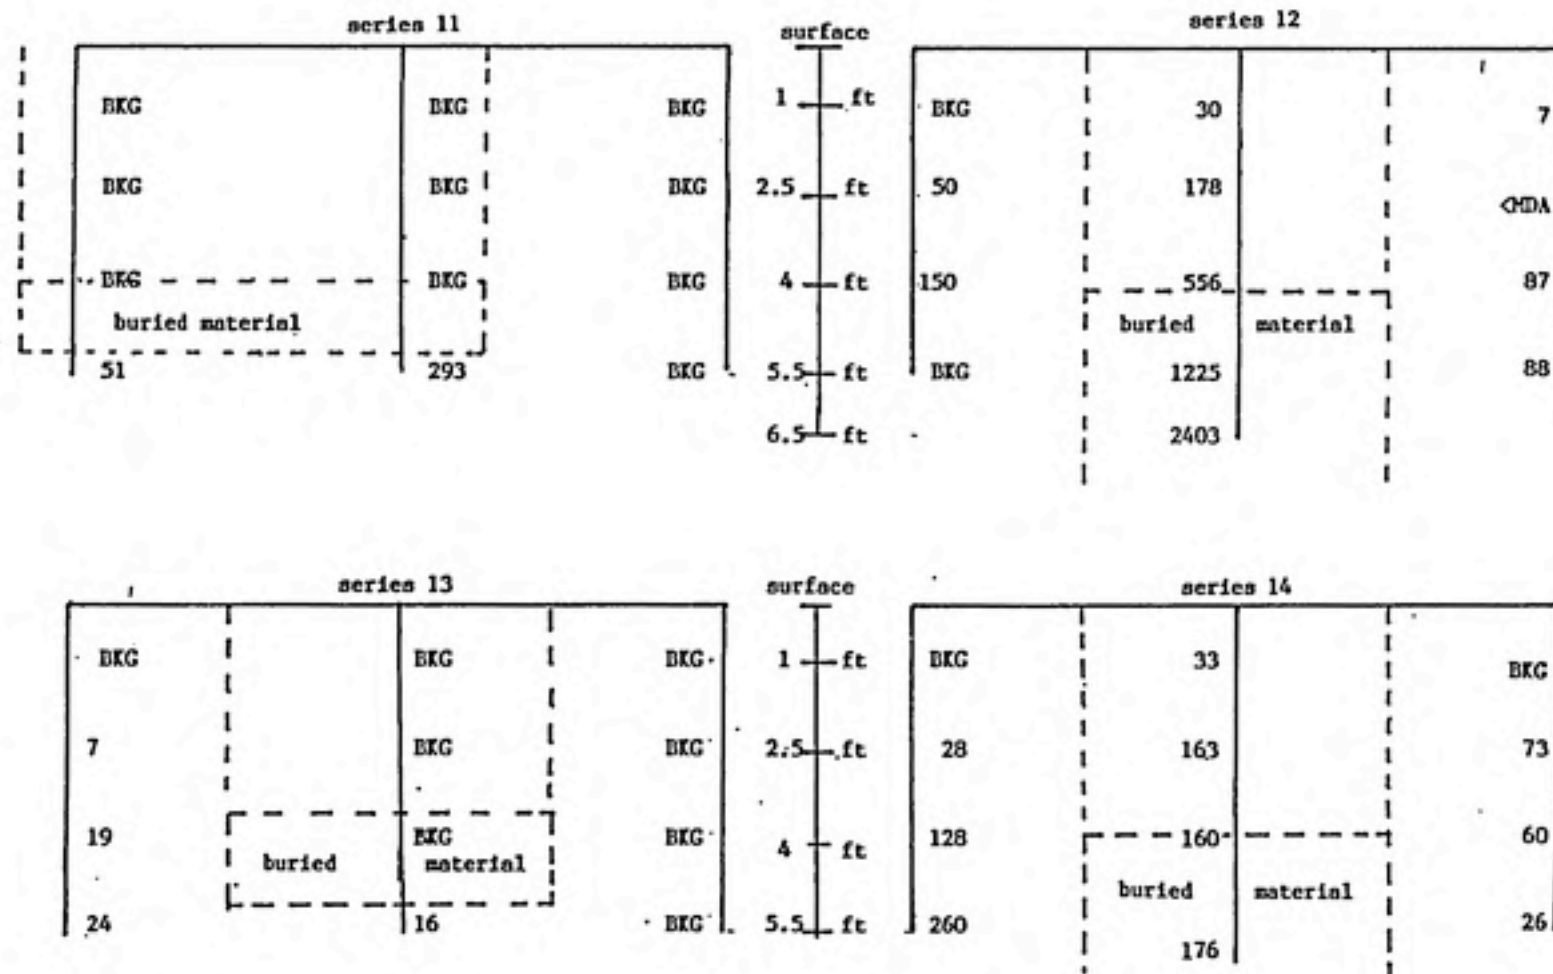 series 11 surface series 12
BKG BKG BKG 1 ft BKG 30 7
BKG BKG BKG 2.5 ft 50 178 <MDA
BKG BKG BKG 4 ft 150 556 87
buried material buried material
51 293 BKG 5.5 ft BKG 1225 88
6.5 ft 2403
series 13 surface series 14
BKG BKG BKG 1 ft BKG 33 BKG
7 BKG BKG 2.5 ft 28 163 73
19 BKG BKG 4 ft 128 160 60
buried material buried material
24 16 BKG 5.5 ft 260 26
176